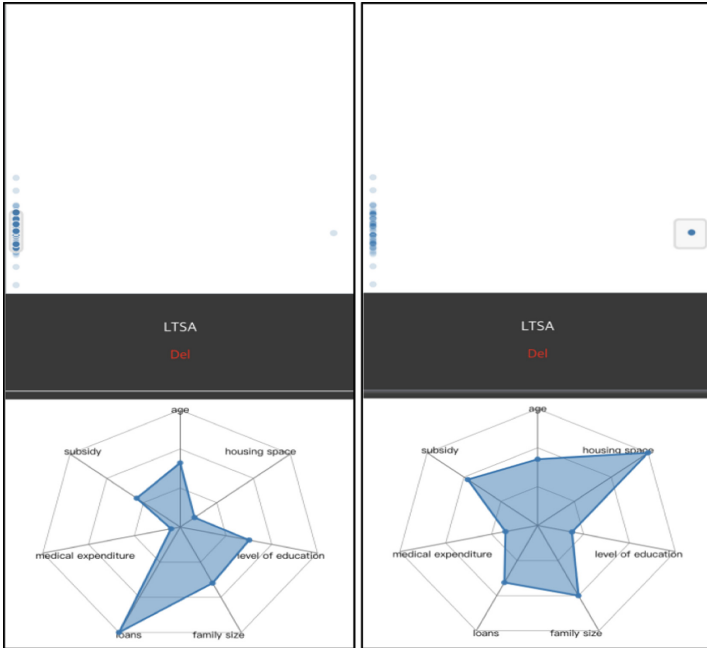 LTSA
Del
age
subsidy
housing space
medical expenditure
level of education
loans
family size
LTSA
Del
age
subsidy
housing space
medical expenditure
level of education
loans
family size